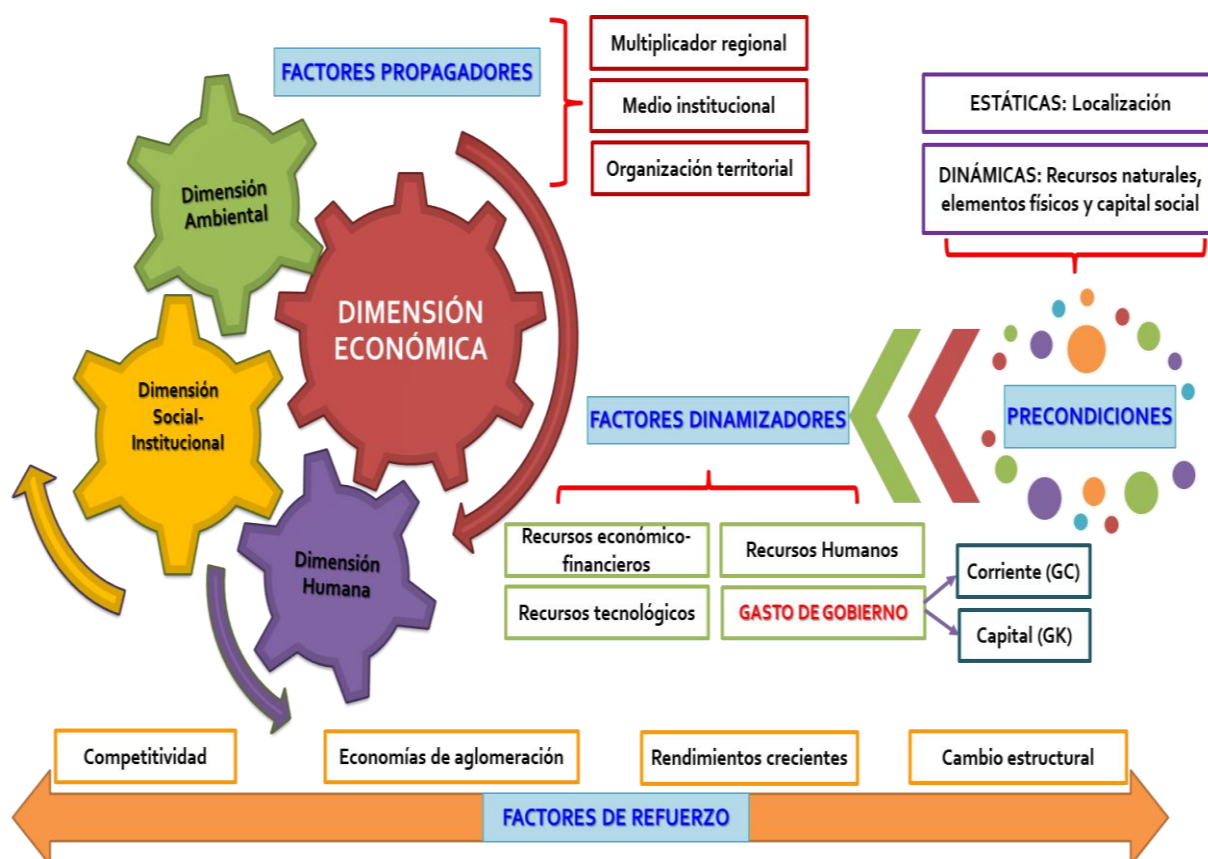 FACTORES PROPAGADORES
Multiplicador regional
Medio institucional
Organización territorial
ESTÁTICAS: Localización
DINÁMICAS: Recursos naturales,
elementos físicos y capital social
Dimensión
Ambiental
DIMENSIÓN
ECONÓMICA
Dimensión
Social-
Institucional
Dimensión
Humana
FACTORES DINAMIZADORES
PRECONDICIONES
Recursos económico-
financieros
Recursos Humanos
Recursos tecnológicos
GASTO DE GOBIERNO
Corriente (GC)
Capital (GK)
Competitividad
Economías de aglomeración
Rendimientos crecientes
Cambio estructural
FACTORES DE REFUERZO